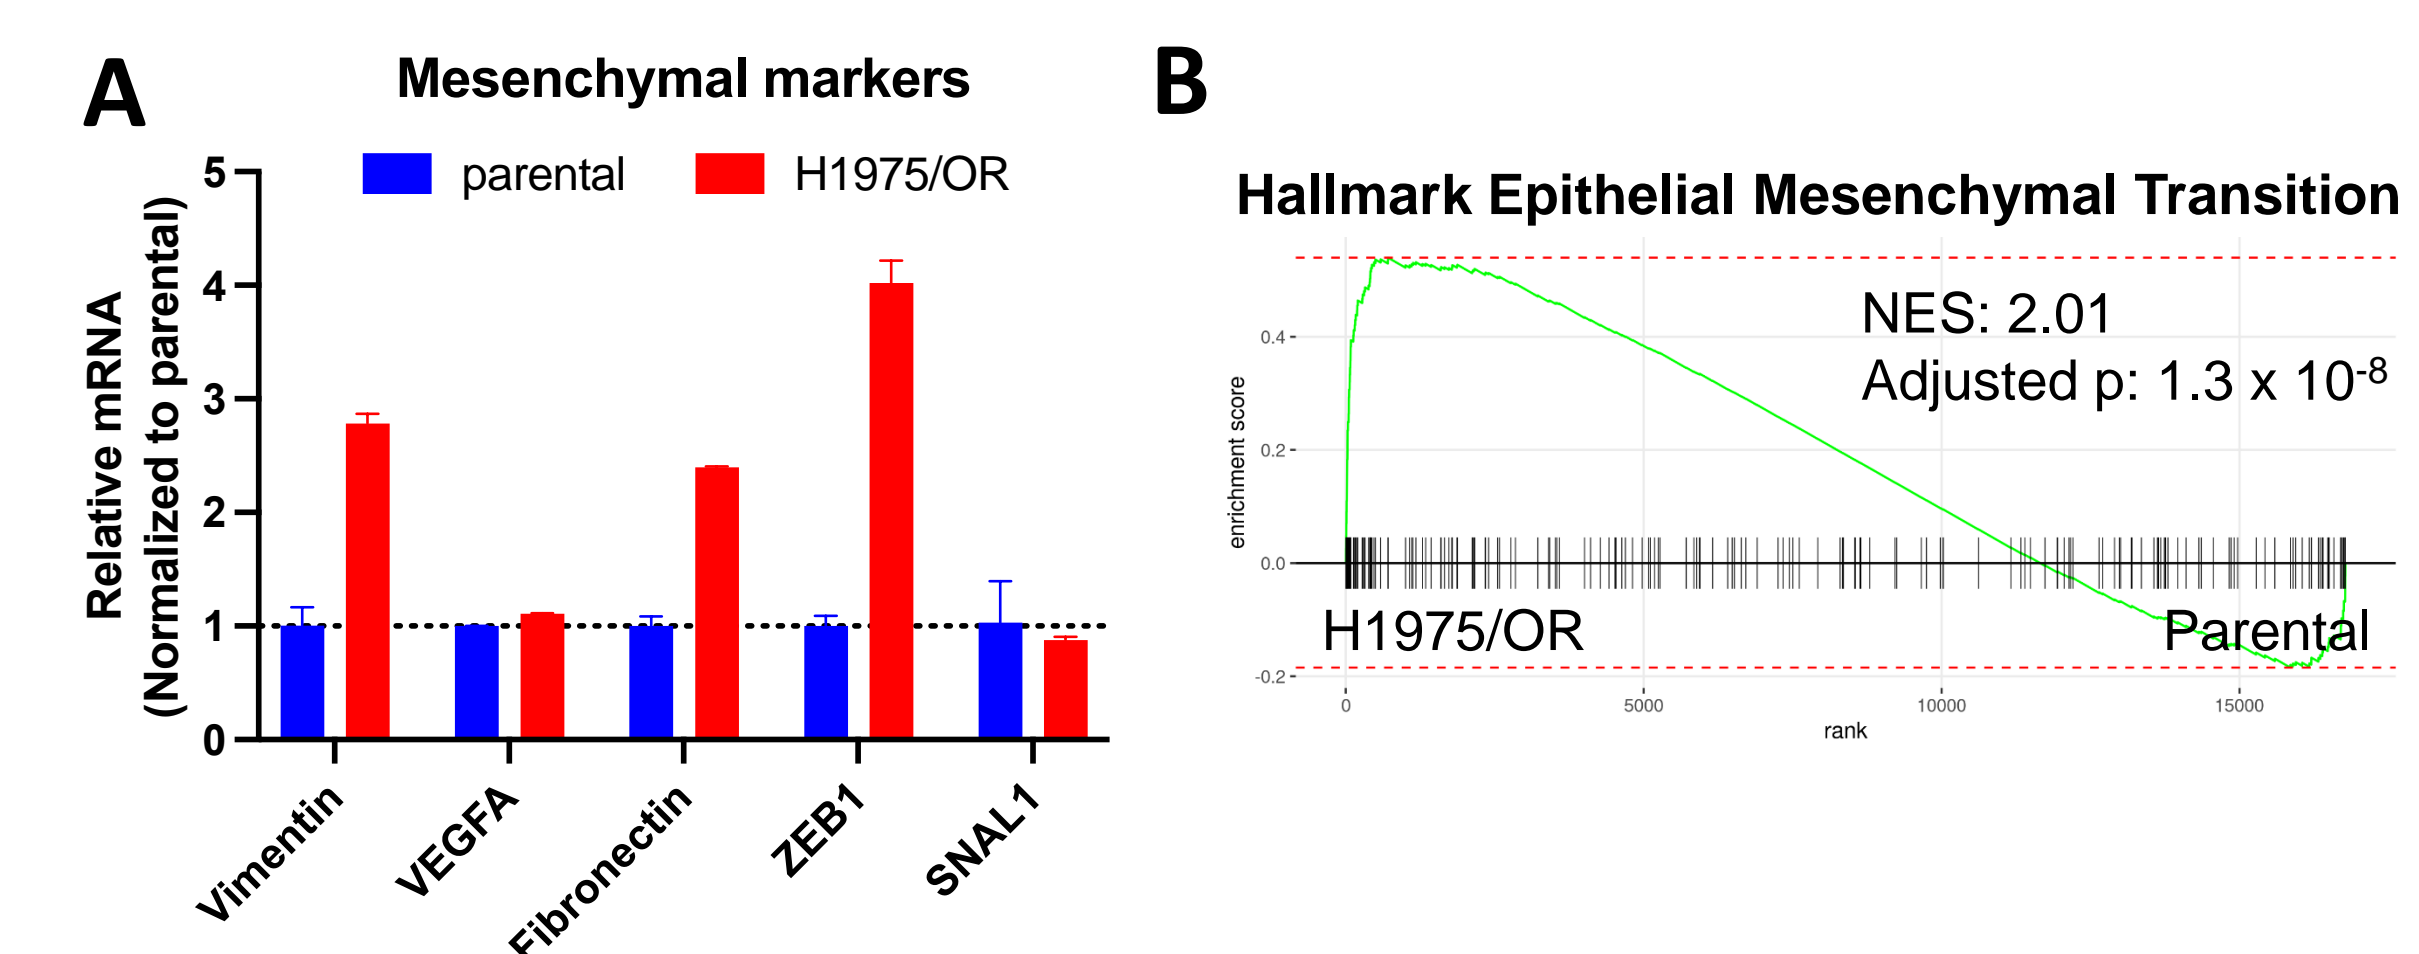 A
Mesenchymal markers
parental
H1975/OR
Relative mRNA
(Normalized to parental)
5
4
3
2
1
0
Vimentin
VEGFA
Fibronectin
ZEB1
SNAL1
B
Hallmark Epithelial Mesenchymal Transition
NES: 2.01
Adjusted p: 1.3 x 10-8
enrichment score
0.4
0.2
0.0
-0.2
H1975/OR
Parental
0
5000
10000
15000
rank